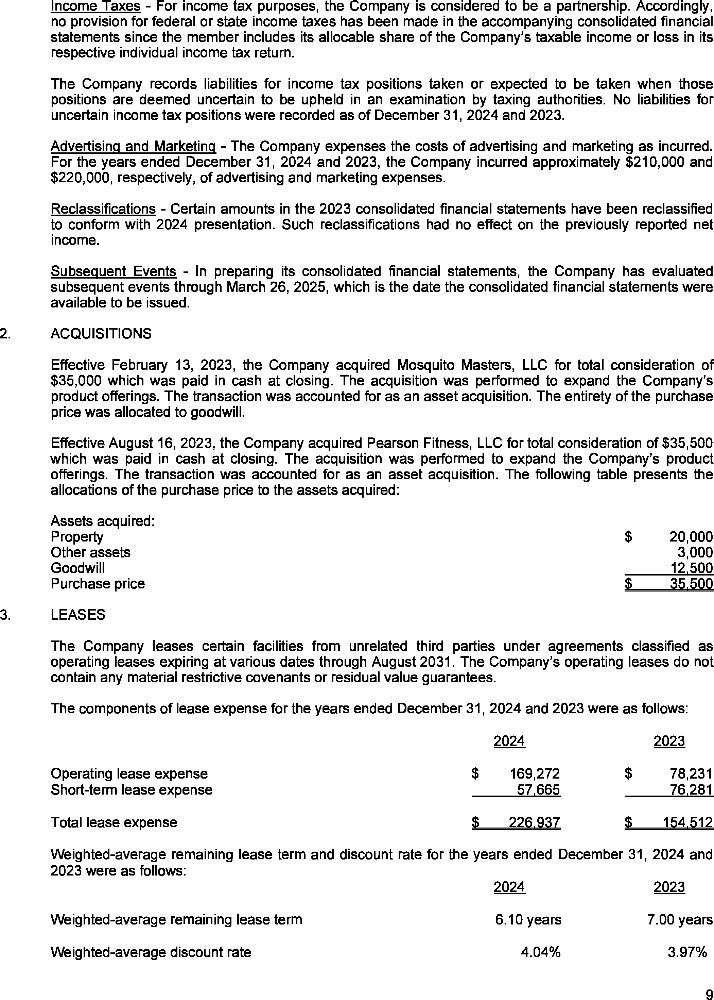 Income Taxes - For income tax purposes, the Company is considered to be a partnership. Accordingly,
no provision for federal or state income taxes has been made in the accompanying consolidated financial
statements since the member includes its allocable share of the Company's taxable income or loss in its
respective individual income tax return.
The Company records liabilities for income tax positions taken or expected to be taken when those
positions are deemed uncertain to be upheld in an examination by taxing authorities. No liabilities for
uncertain income tax positions were recorded as of December 31, 2024 and 2023.
Advertising and Marketing - The Company expenses the costs of advertising and marketing as incurred.
For the years ended December 31, 2024 and 2023, the Company incurred approximately $210,000 and
$220,000, respectively, of advertising and marketing expenses.
Reclassifications - Certain amounts in the 2023 consolidated financial statements have been reclassified
to conform with 2024 presentation. Such reclassifications had no effect on the previously reported net
income.
Subsequent Events - In preparing its consolidated financial statements, the Company has evaluated
subsequent events through March 26, 2025, which is the date the consolidated financial statements were
available to be issued.
2. ACQUISITIONS
Effective February 13, 2023, the Company acquired Mosquito Masters, LLC for total consideration of
$35,000 which was paid in cash at closing. The acquisition was performed to expand the Company's
product offerings. The transaction was accounted for as an asset acquisition. The entirety of the purchase
price was allocated to goodwill.
Effective August 16, 2023, the Company acquired Pearson Fitness, LLC for total consideration of $35,500
which was paid in cash at closing. The acquisition was performed to expand the Company's product
offerings. The transaction was accounted for as an asset acquisition. The following table presents the
allocations of the purchase price to the assets acquired:
Assets acquired:
Property $ 20,000
Other assets 3,000
Goodwill 12,500
Purchase price $ 35,500
3. LEASES
The Company leases certain facilities from unrelated third parties under agreements classified as
operating leases expiring at various dates through August 2031. The Company's operating leases do not
contain any material restrictive covenants or residual value guarantees.
The components of lease expense for the years ended December 31, 2024 and 2023 were as follows:
2024 2023
Operating lease expense $ 169,272 $ 78,231
Short-term lease expense 57,665 76,281
Total lease expense $ 226,937 $ 154,512
Weighted-average remaining lease term and discount rate for the years ended December 31, 2024 and
2023 were as follows:
2024 2023
Weighted-average remaining lease term 6.10 years 7.00 years
Weighted-average discount rate 4.04% 3.97%
9